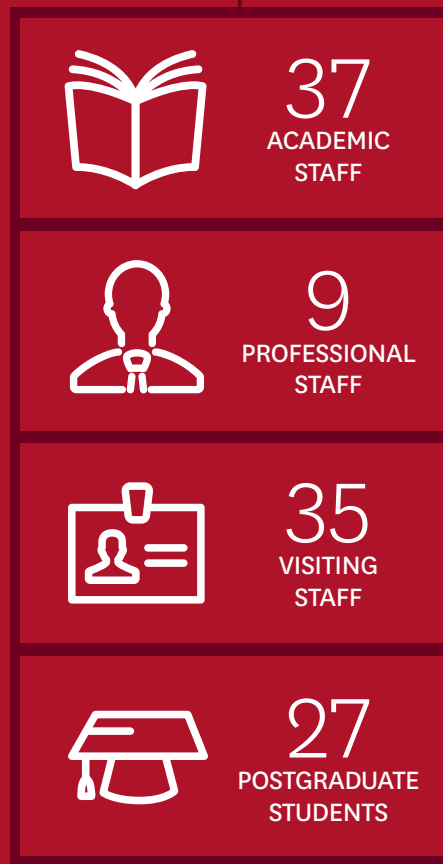 37
ACADEMIC
STAFF
9
PROFESSIONAL
STAFF
35
VISITING
STAFF
27
POSTGRADUATE
STUDENTS